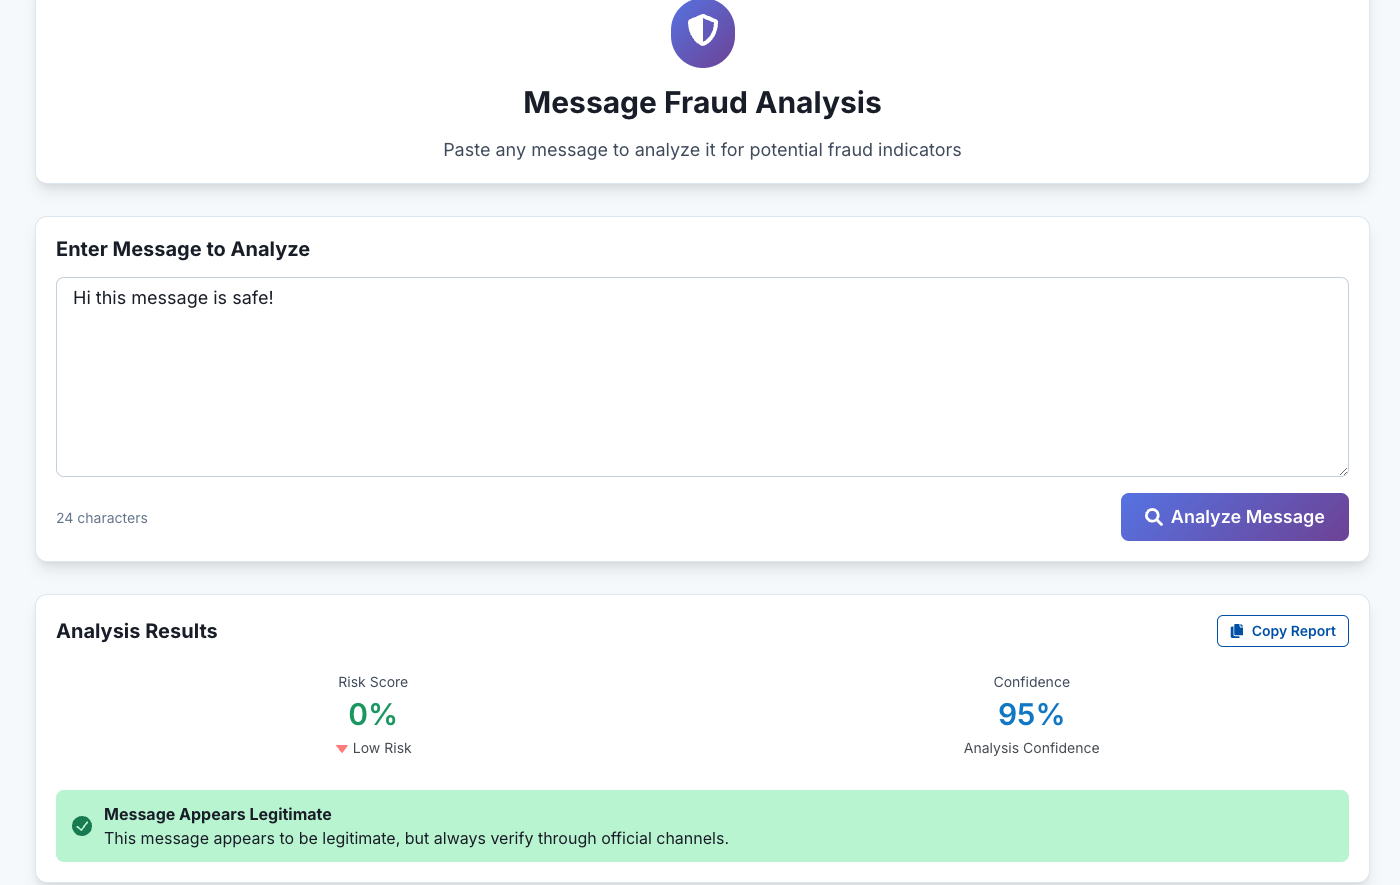 Message Fraud Analysis
Paste any message to analyze it for potential fraud indicators
Enter Message to Analyze
Hi this message is safe!
24 characters
Analyze Message
Analysis Results
Copy Report
Risk Score
Confidence
0%
95%
Low Risk
Analysis Confidence
Message Appears Legitimate
This message appears to be legitimate, but always verify through official channels.